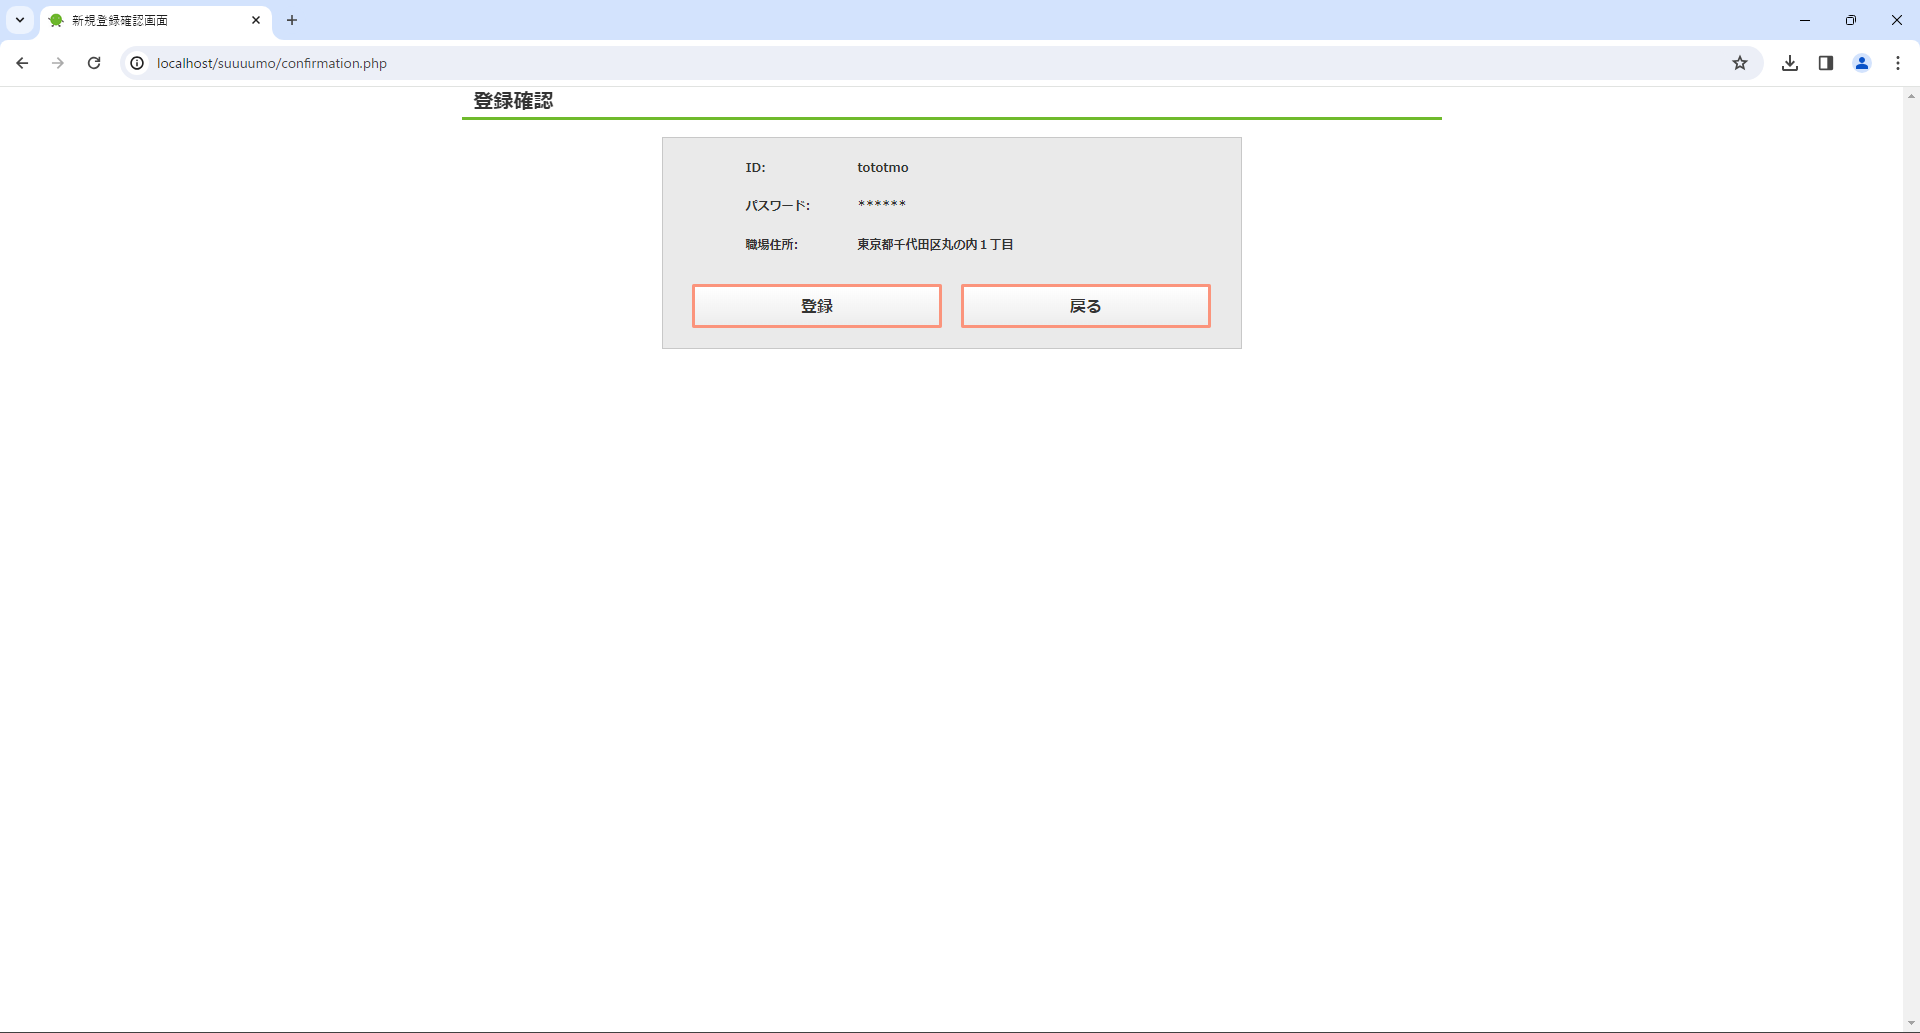 新規登録確認画面
localhost/suuuumo/confirmation.php
登録確認
ID: tototmo
パスワード: ******
職場住所: 東京都千代田区丸の内１丁目
登録 戻る